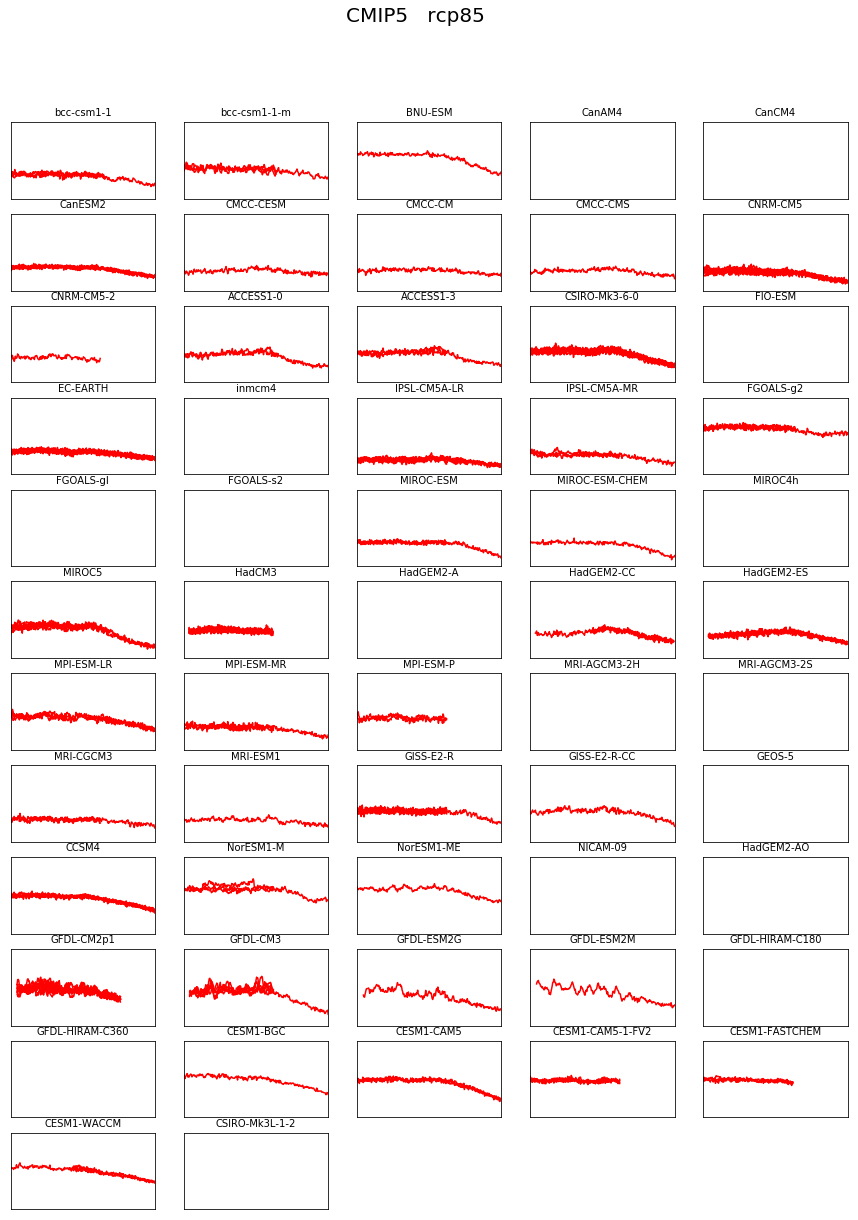 CMIP5 rcp85
bcc-csm1-1 bcc-csm1-1-m BNU-ESM CanAM4 CanCM4
CanESM2 CMCC-CESM CMCC-CM CMCC-CMS CNRM-CM5
CNRM-CM5-2 ACCESS1-0 ACCESS1-3 CSIRO-Mk3-6-0 FIO-ESM
EC-EARTH inmcm4 IPSL-CM5A-LR IPSL-CM5A-MR FGOALS-g2
FGOALS-gl FGOALS-s2 MIROC-ESM MIROC-ESM-CHEM MIROC4h
MIROC5 HadCM3 HadGEM2-A HadGEM2-CC HadGEM2-ES
MPI-ESM-LR MPI-ESM-MR MPI-ESM-P MRI-AGCM3-2H MRI-AGCM3-2S
MRI-CGCM3 MRI-ESM1 GISS-E2-R GISS-E2-R-CC GEOS-5
CCSM4 NorESM1-M NorESM1-ME NICAM-09 HadGEM2-AO
GFDL-CM2p1 GFDL-CM3 GFDL-ESM2G GFDL-ESM2M GFDL-HIRAM-C180
GFDL-HIRAM-C360 CESM1-BGC CESM1-CAM5 CESM1-CAM5-1-FV2 CESM1-FASTCHEM
CESM1-WACCM CSIRO-Mk3L-1-2